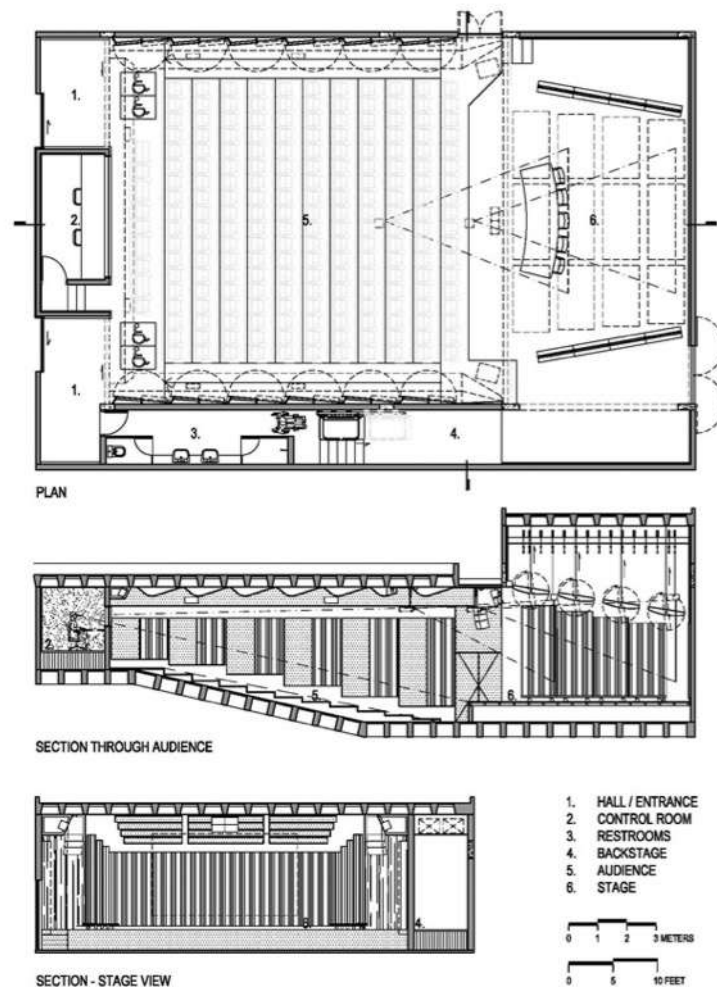 1.
2.
5.
6.
1.
3.
4.
PLAN
2.
5.
6.
SECTION THROUGH AUDIENCE
6.
4.
SECTION - STAGE VIEW
1. HALL / ENTRANCE
2. CONTROL ROOM
3. RESTROOMS
4. BACKSTAGE
5. AUDIENCE
6. STAGE
0 1 2 3 METERS
0 5 10 FEET